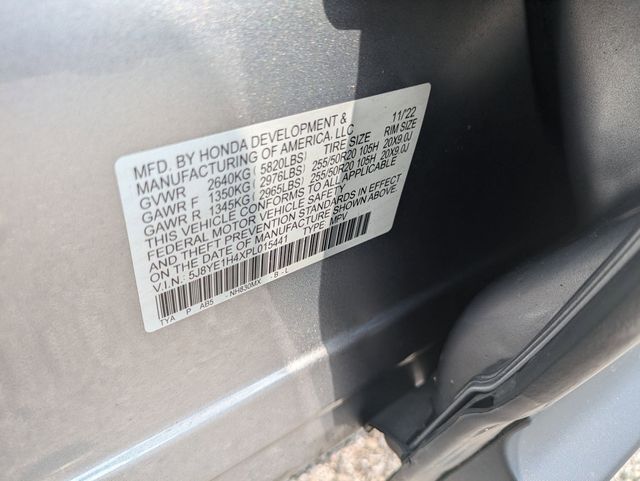 MFD. BY HONDA DEVELOPMENT & 11/'22
MANUFACTURING OF AMERICA, LLC
TIRE SIZE RIM SIZE
GVWR 2640KG ( 5820LBS)
GAWR F 1350KG ( 2976LBS) 255/50R20 105H 20X9.0J
GAWR R 1345KG ( 2965LBS) 255/50R20 105H 20X9.0J
THIS VEHICLE CONFORMS TO ALL APPLICABLE
FEDERAL MOTOR VEHICLE SAFETY
AND THEFT PREVENTION STANDARDS IN EFFECT
ON THE DATE OF MANUFACTURE SHOWN ABOVE.
V.I.N.: 5J8YE1H4XPL015441 TYPE: MPV
TYA P AB5 - NH830MX - B - L